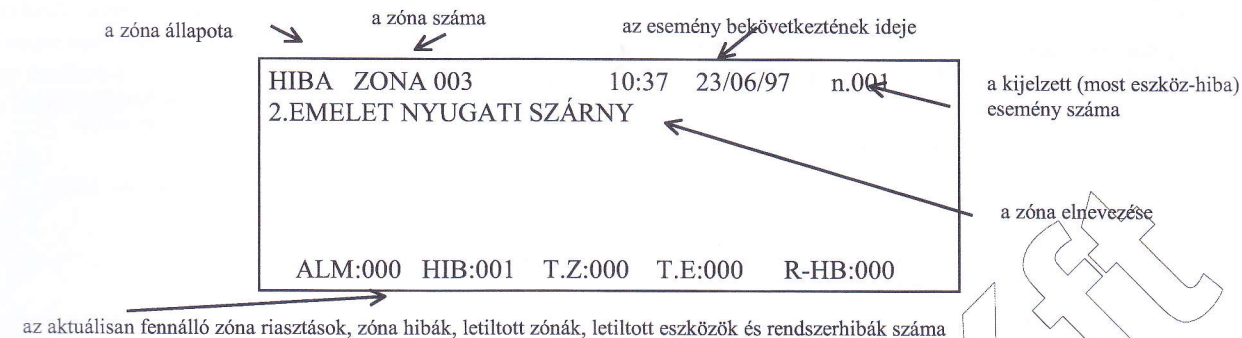 a zóna állapota
a zóna száma
az esemény bekövetkeztének ideje
HIBA ZONA 003 10:37 23/06/97 n.001
2.EMELET NYUGATI SZÁRNY
a kijelzett (most eszköz-hiba)
esemény száma
a zóna elnevezése
ALM:000 HIB:001 T.Z:000 T.E:000 R-HB:000
az aktuálisan fennálló zóna riasztások, zóna hibák, letiltott zónák, letiltott eszközök és rendszerhibák száma
kft